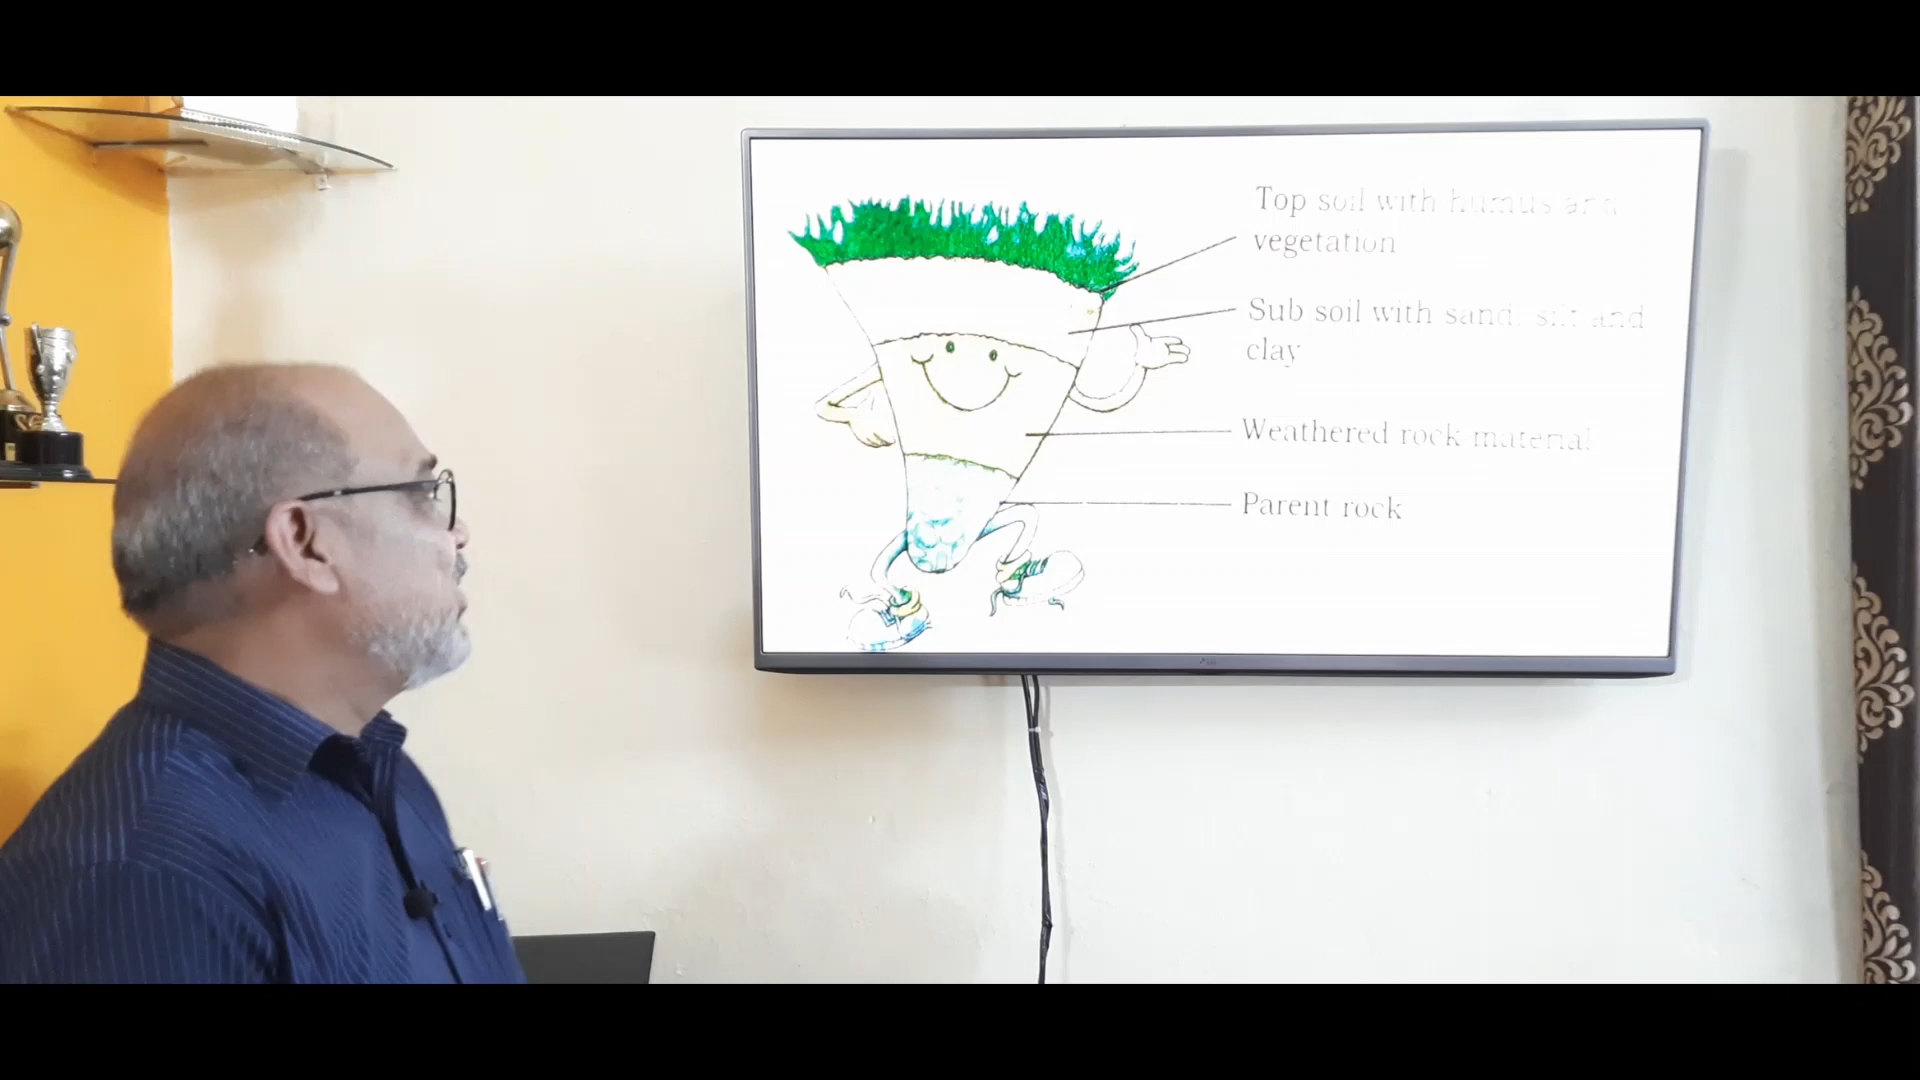 Top soil with humus and
vegetation
Sub soil with sand, silt and
clay
Weathered rock material
Parent rock